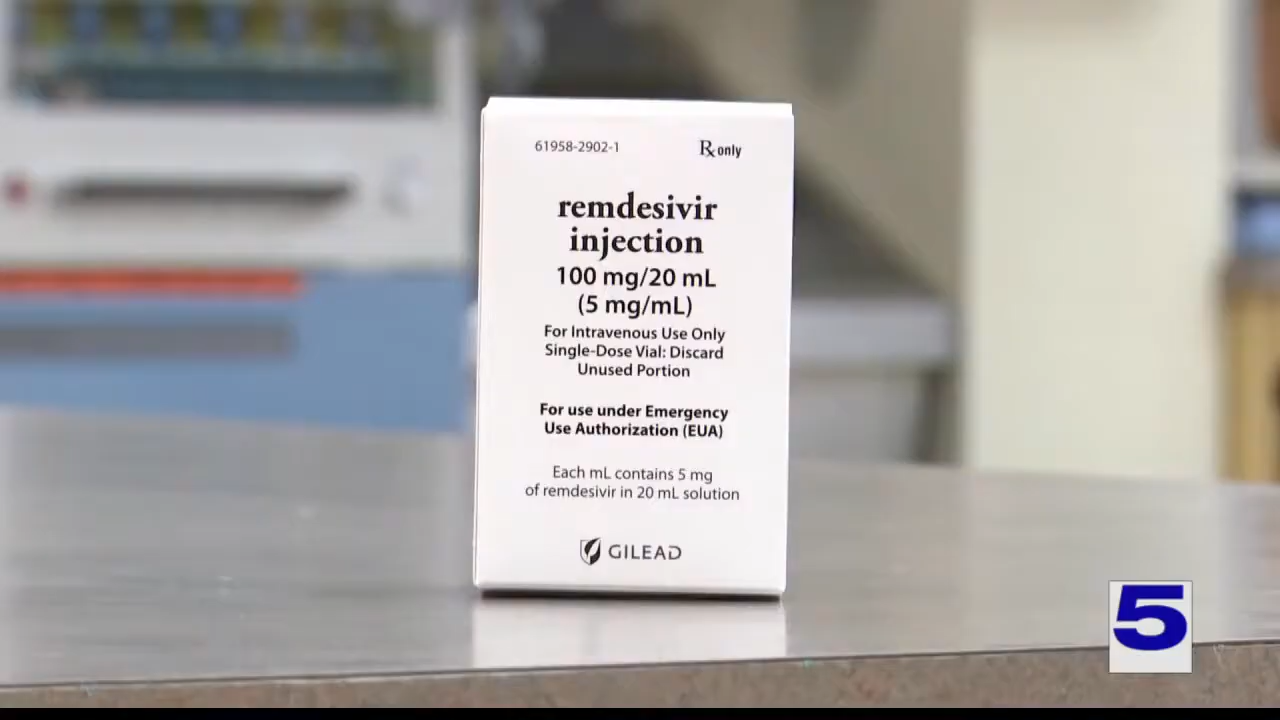 61958-2902-1 Rx only
remdesivir
injection
100 mg/20 mL
(5 mg/mL)
For Intravenous Use Only
Single-Dose Vial: Discard
Unused Portion
For use under Emergency
Use Authorization (EUA)
Each mL contains 5 mg
of remdesivir in 20 mL solution
GILEAD
5